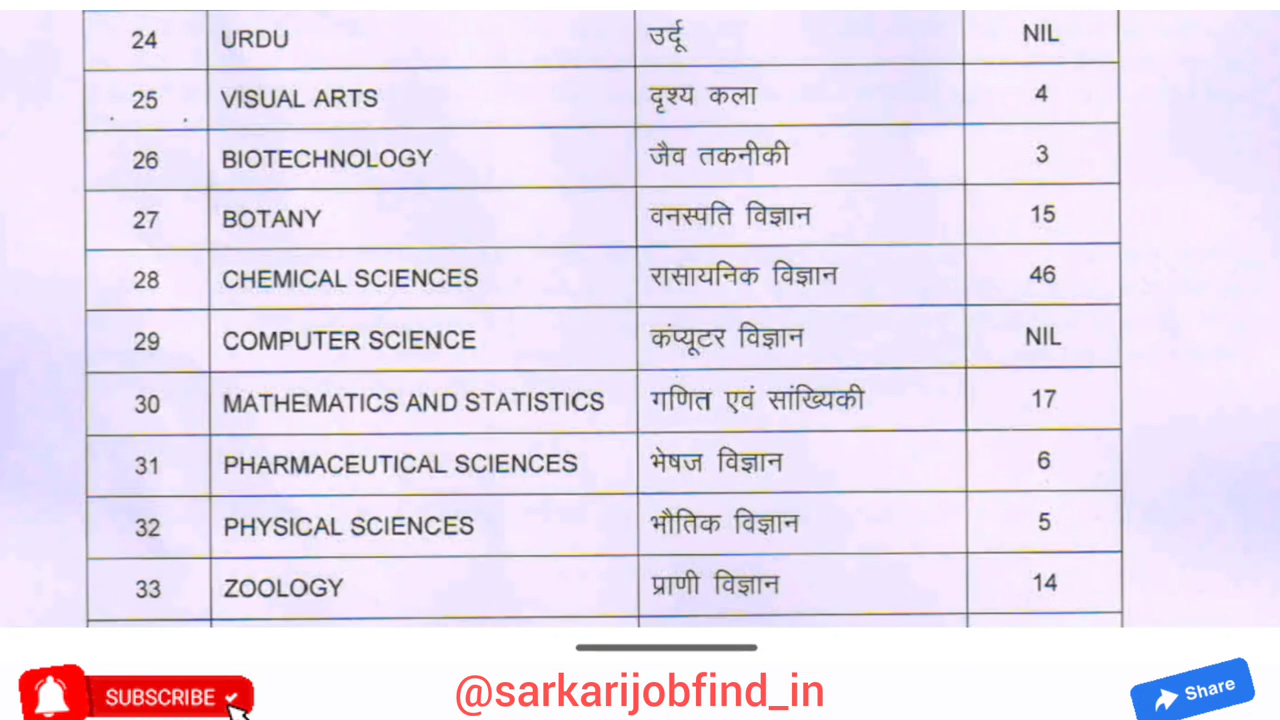 24 URDU उर्दू NIL
25 VISUAL ARTS दृश्य कला 4
26 BIOTECHNOLOGY जैव तकनीकी 3
27 BOTANY वनस्पति विज्ञान 15
28 CHEMICAL SCIENCES रासायनिक विज्ञान 46
29 COMPUTER SCIENCE कंप्यूटर विज्ञान NIL
30 MATHEMATICS AND STATISTICS गणित एवं सांख्यिकी 17
31 PHARMACEUTICAL SCIENCES भेषज विज्ञान 6
32 PHYSICAL SCIENCES भौतिक विज्ञान 5
33 ZOOLOGY प्राणी विज्ञान 14
SUBSCRIBE @sarkarijobfind_in Share